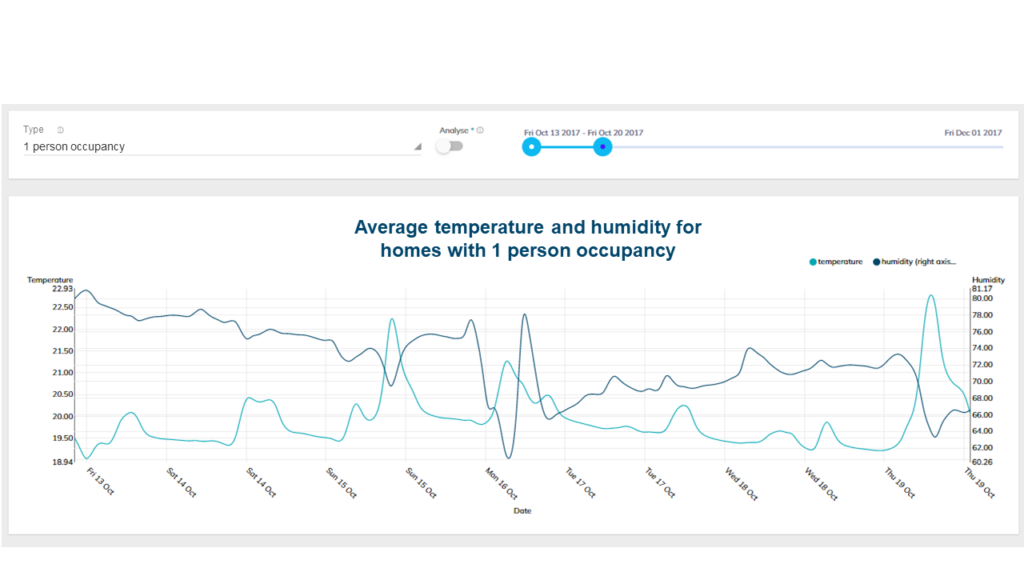 Type
1 person occupancy
Analyse *
Fri Oct 13 2017 - Fri Oct 20 2017
Fri Dec 01 2017
Average temperature and humidity for
homes with 1 person occupancy
temperature
humidity (right axis...
Temperature
22.93
22.50
22.00
21.50
21.00
20.50
20.00
19.50
18.94
Humidity
81.17
80.00
78.00
76.00
74.00
72.00
70.00
68.00
66.00
64.00
62.00
60.26
Fri 13 Oct
Sat 14 Oct
Sat 14 Oct
Sun 15 Oct
Sun 15 Oct
Mon 16 Oct
Tue 17 Oct
Tue 17 Oct
Wed 18 Oct
Wed 18 Oct
Thu 19 Oct
Thu 19 Oct
Date